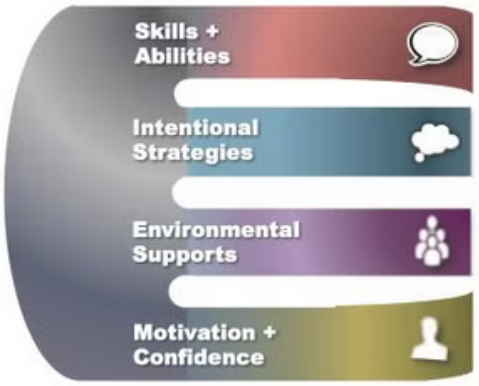 Skills +
Abilities
Intentional
Strategies
Environmental
Supports
Motivation +
Confidence